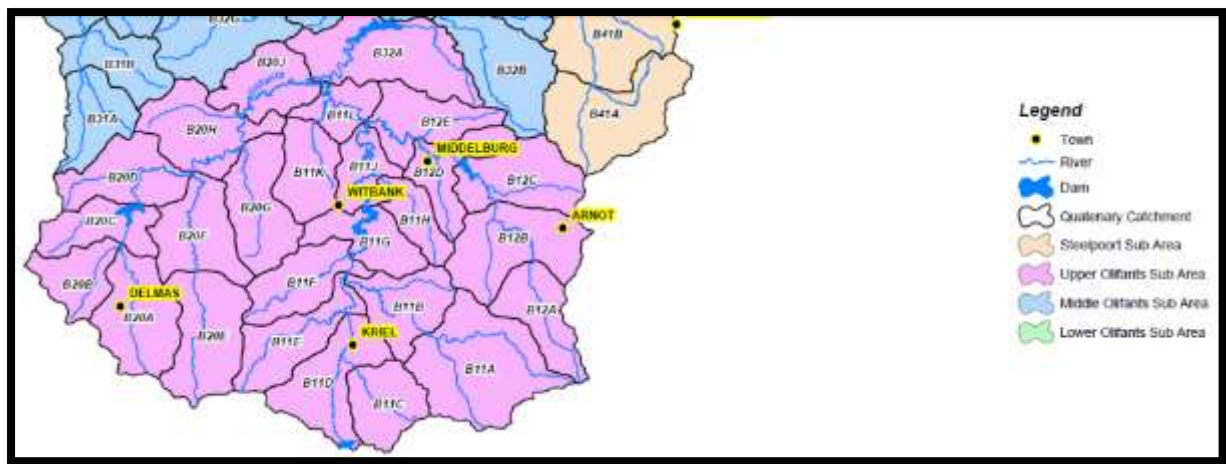 B32G
B41B
B32A
B31B
B20J
B32B
B41A
B31A
B11L
B20H
B12E
MIDDELBURG
B11J
B11K
B12D
B20D
B12C
WITBANK
B20G
B20C
B11H
ARNOT
B20F
B11G
B12B
B20B
B11F
DELMAS
B11B
B12A
B20A
KRIEL
B20E
B11E
B11A
B11D
B11C
Legend
Town
River
Dam
Quatenary Catchment
Steelpoort Sub Area
Upper Olifants Sub Area
Middle Olifants Sub Area
Lower Olifants Sub Area